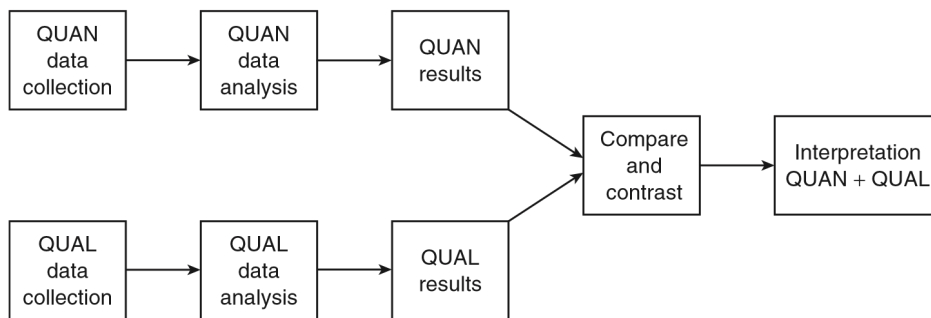 QUAN
data
collection
QUAN
data
analysis
QUAN
results
Compare
and
contrast
Interpretation
QUAN + QUAL
QUAL
data
collection
QUAL
data
analysis
QUAL
results